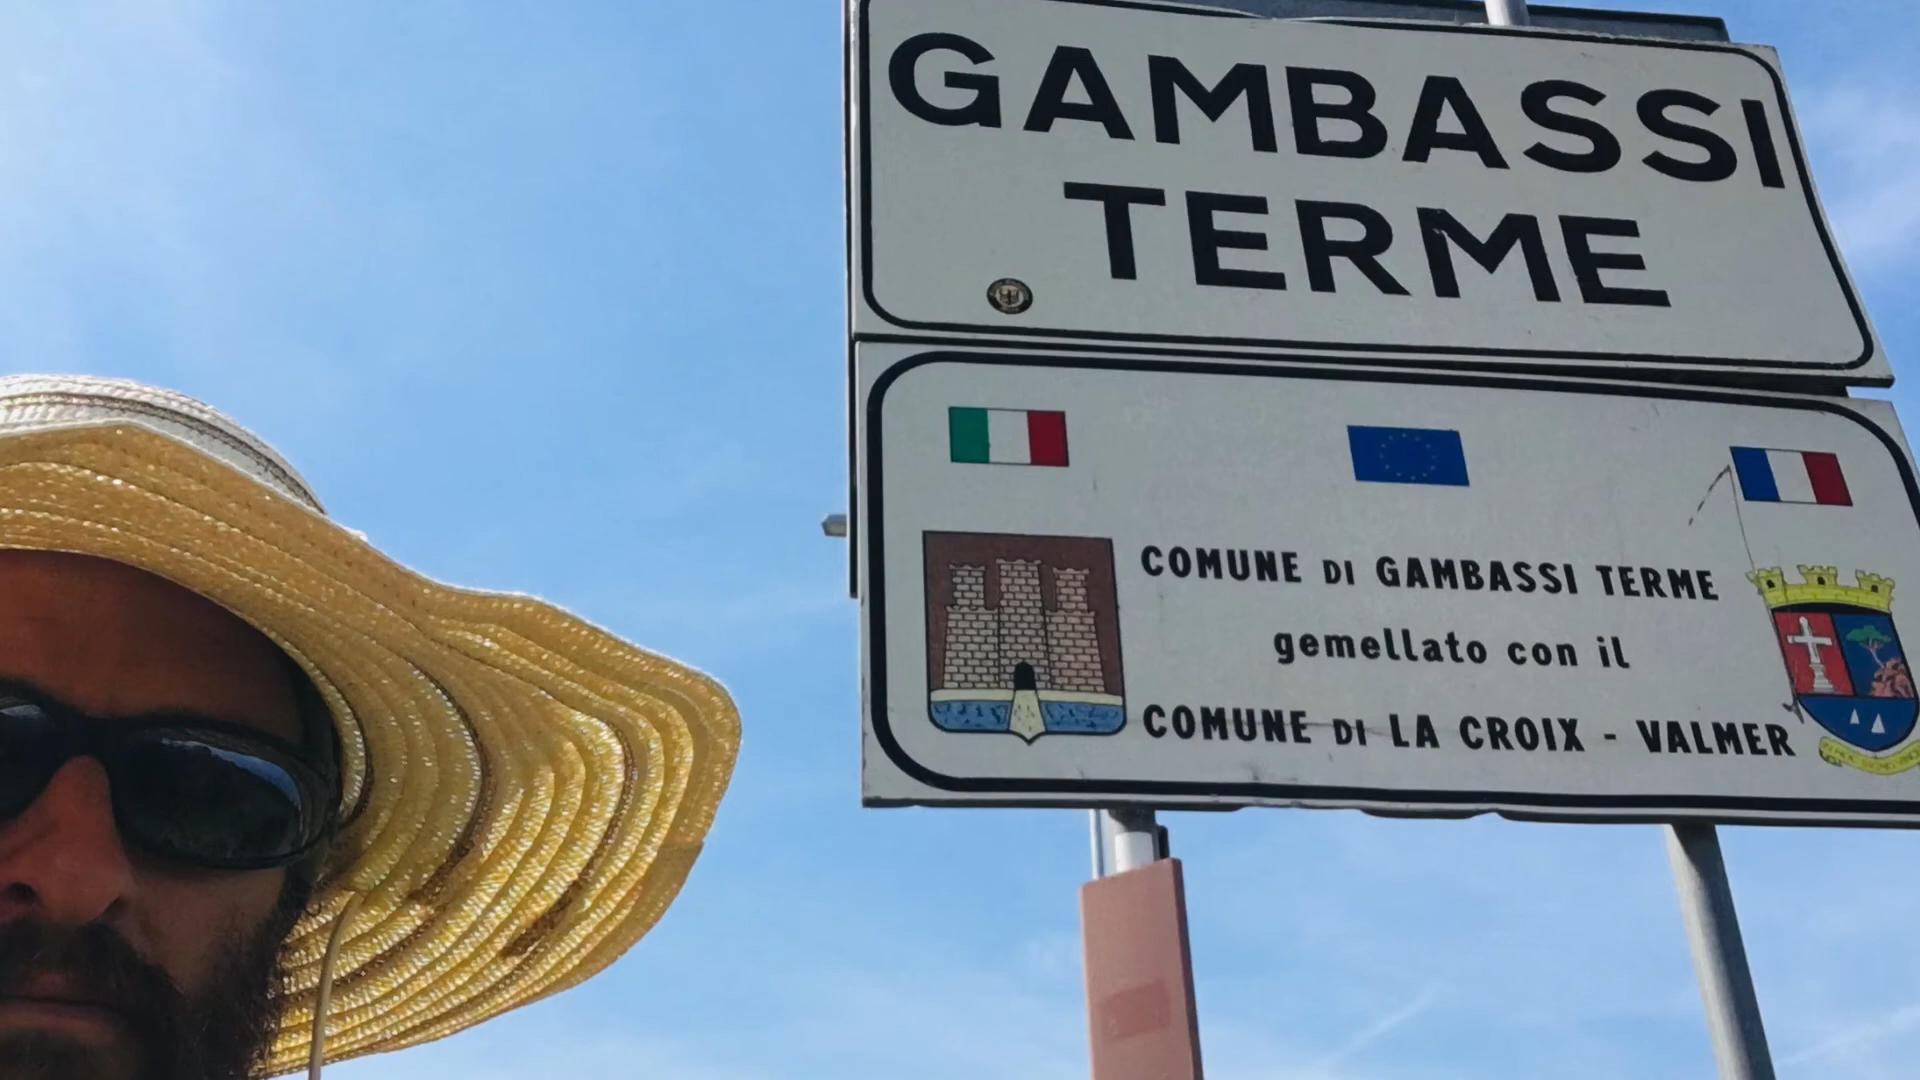 GAMBASSI
TERME
COMUNE DI GAMBASSI TERME
gemellato con il
COMUNE DI LA CROIX - VALMER